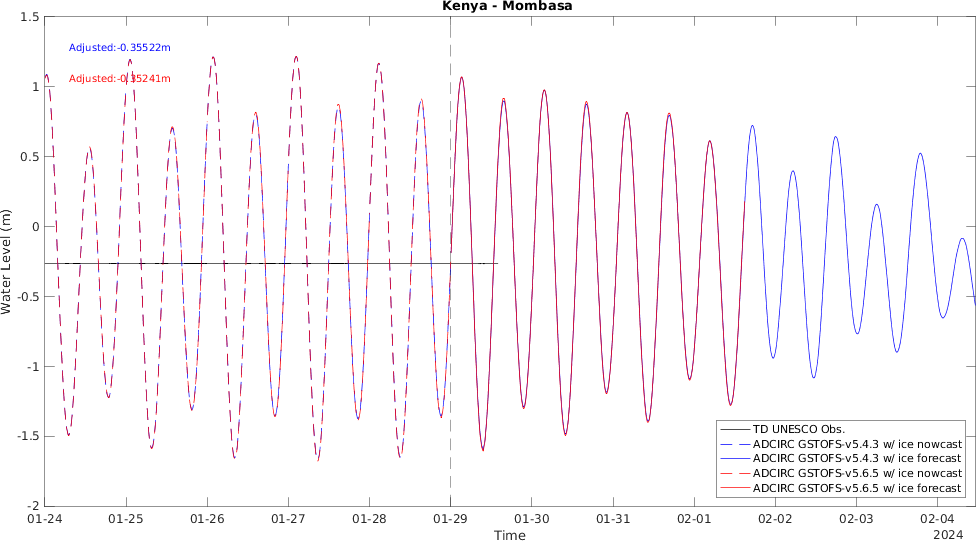 Kenya - Mombasa
1.5
1
0.5
0
-0.5
-1
-1.5
-2
Water Level (m)
Adjusted:-0.35522m
Adjusted:-0.35241m
TD UNESCO Obs.
ADCIRC GSTOFS-v5.4.3 w/ ice nowcast
ADCIRC GSTOFS-v5.4.3 w/ ice forecast
ADCIRC GSTOFS-v5.6.5 w/ ice nowcast
ADCIRC GSTOFS-v5.6.5 w/ ice forecast
01-24 01-25 01-26 01-27 01-28 01-29 01-30 01-31 02-01 02-02 02-03 02-04
Time
2024